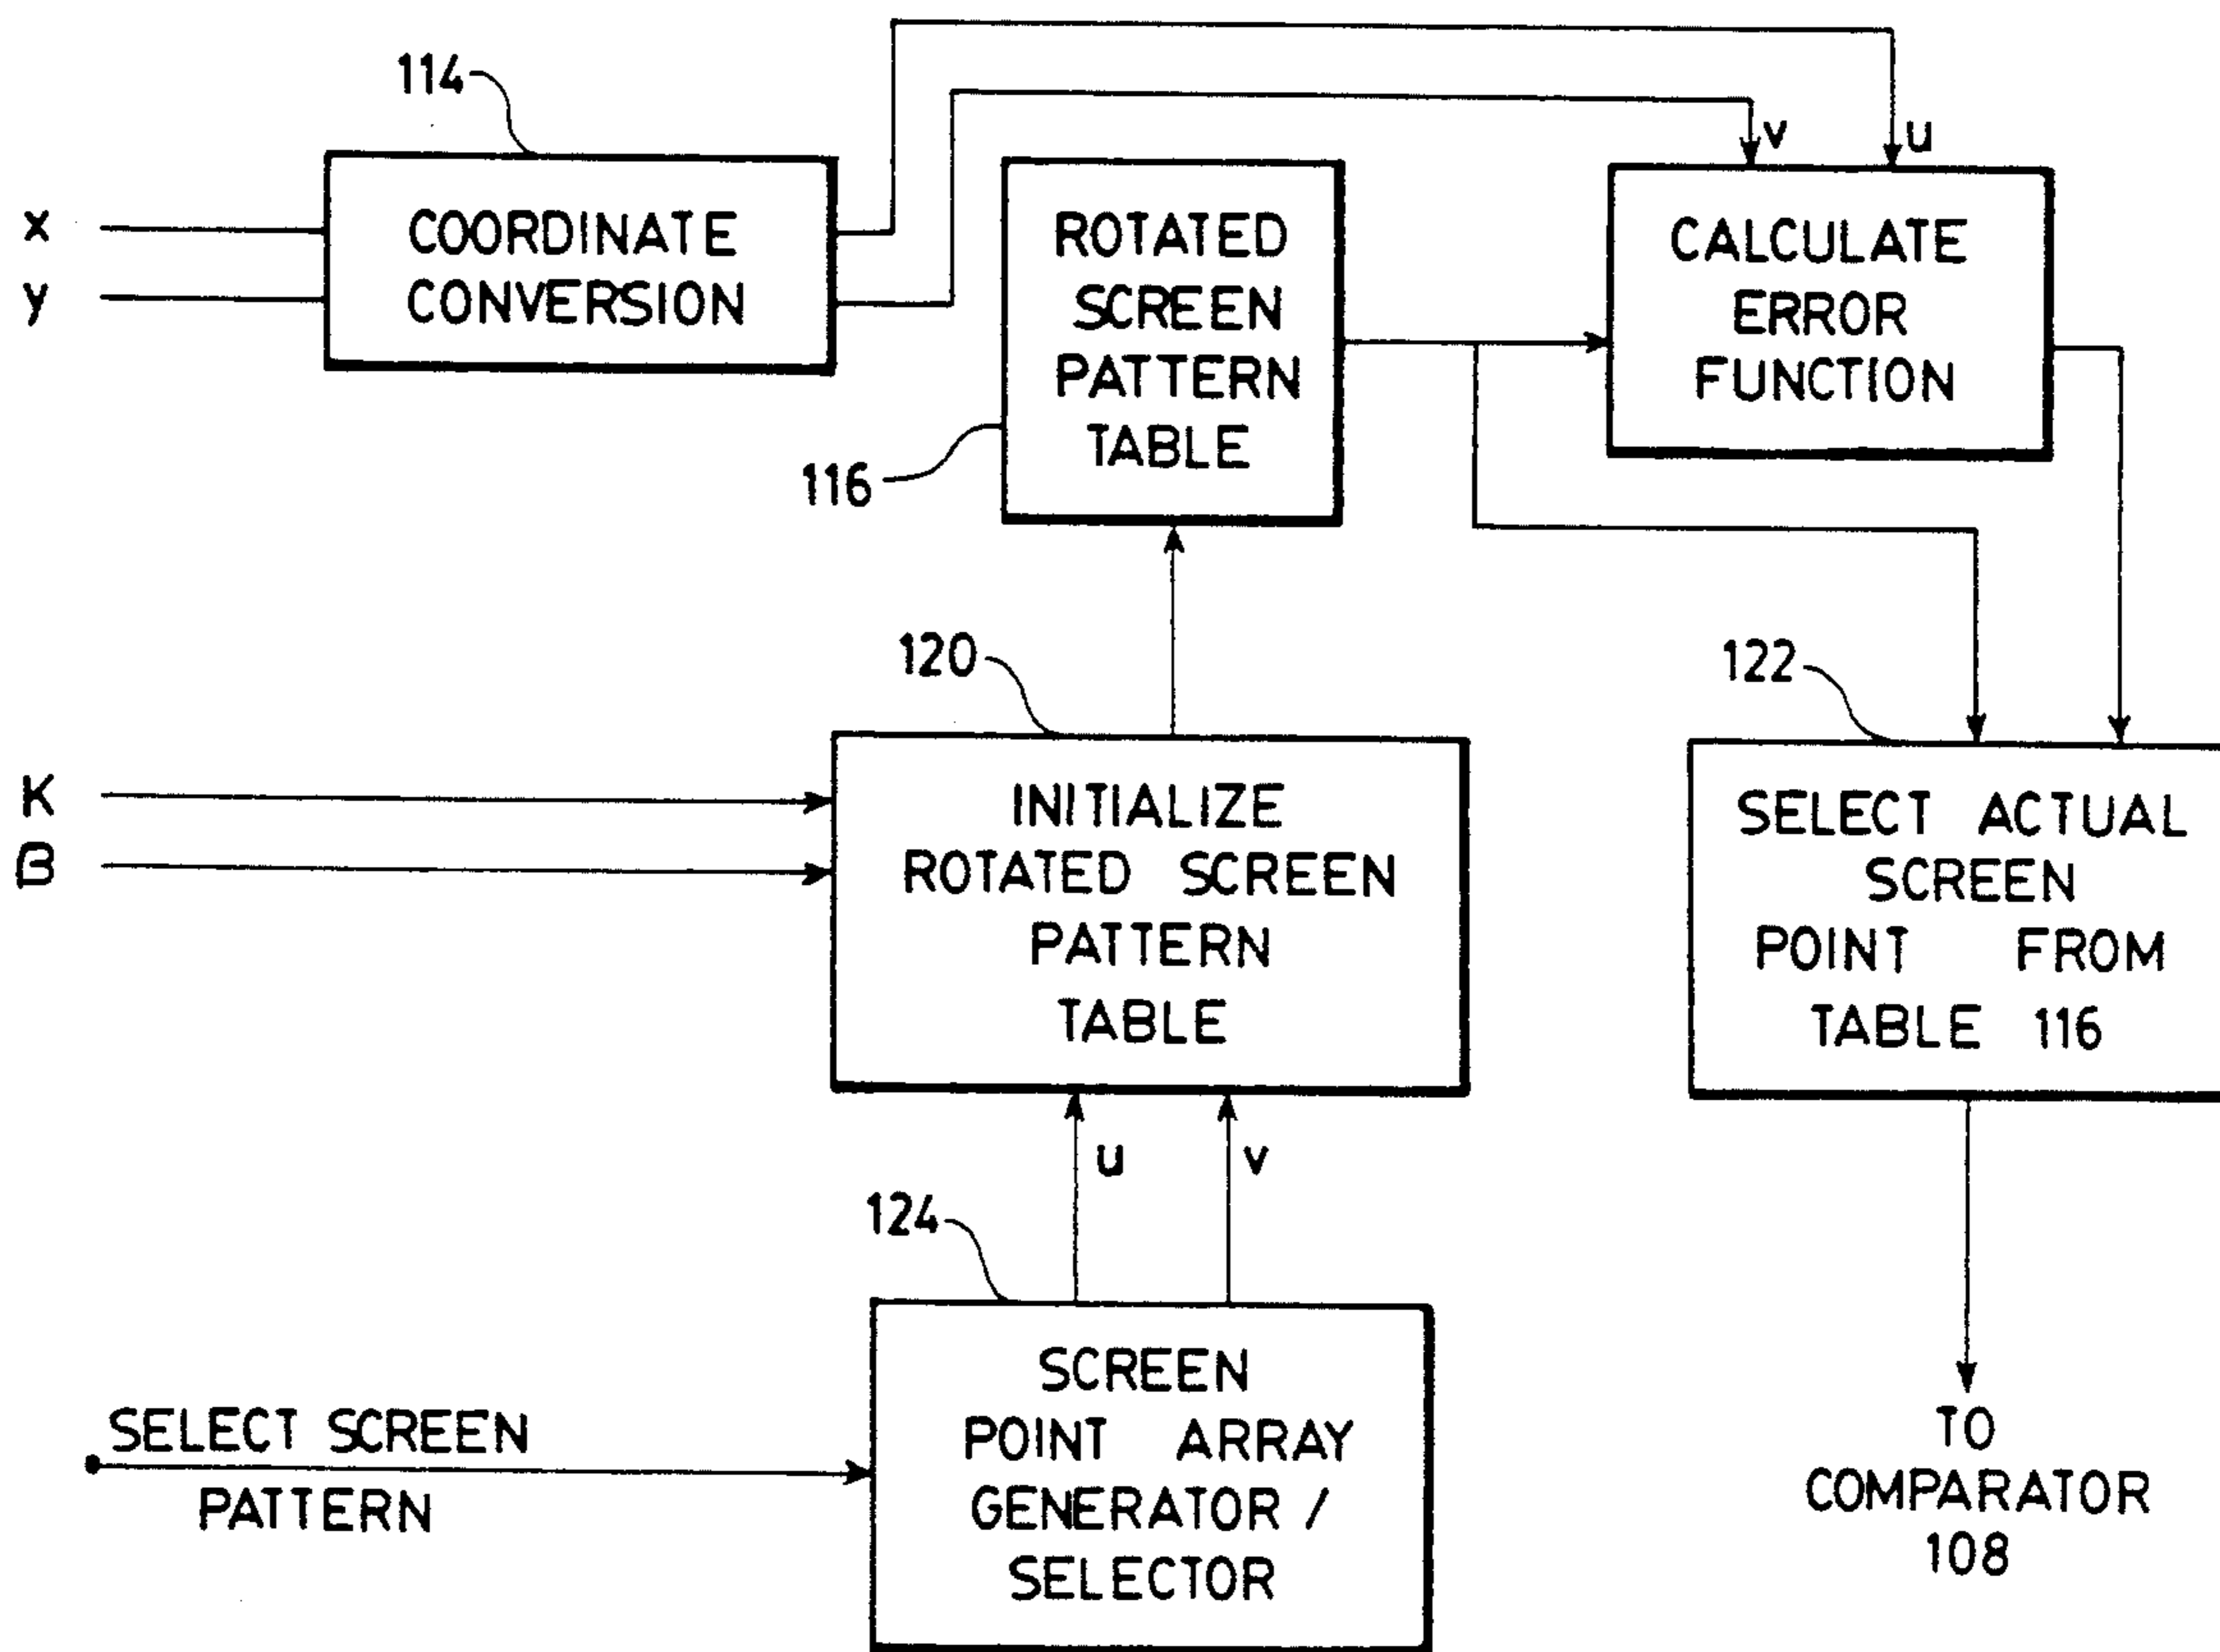 114
x
y
COORDINATE
CONVERSION
ROTATED
SCREEN
PATTERN
TABLE
116
v
u
CALCULATE
ERROR
FUNCTION
120
K
β
INITIALIZE
ROTATED SCREEN
PATTERN
TABLE
122
SELECT ACTUAL
SCREEN
POINT FROM
TABLE 116
u
v
124
SELECT SCREEN
PATTERN
SCREEN
POINT ARRAY
GENERATOR /
SELECTOR
TO
COMPARATOR
108